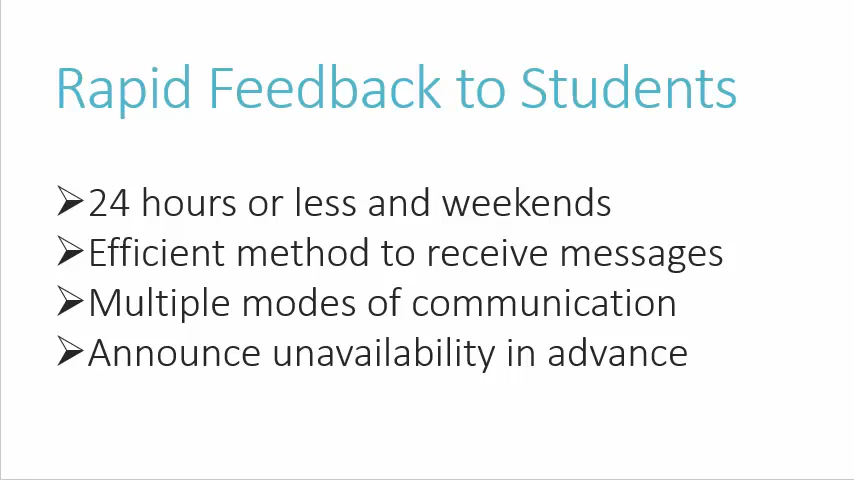 Rapid Feedback to Students
➢24 hours or less and weekends
➢Efficient method to receive messages
➢Multiple modes of communication
➢Announce unavailability in advance